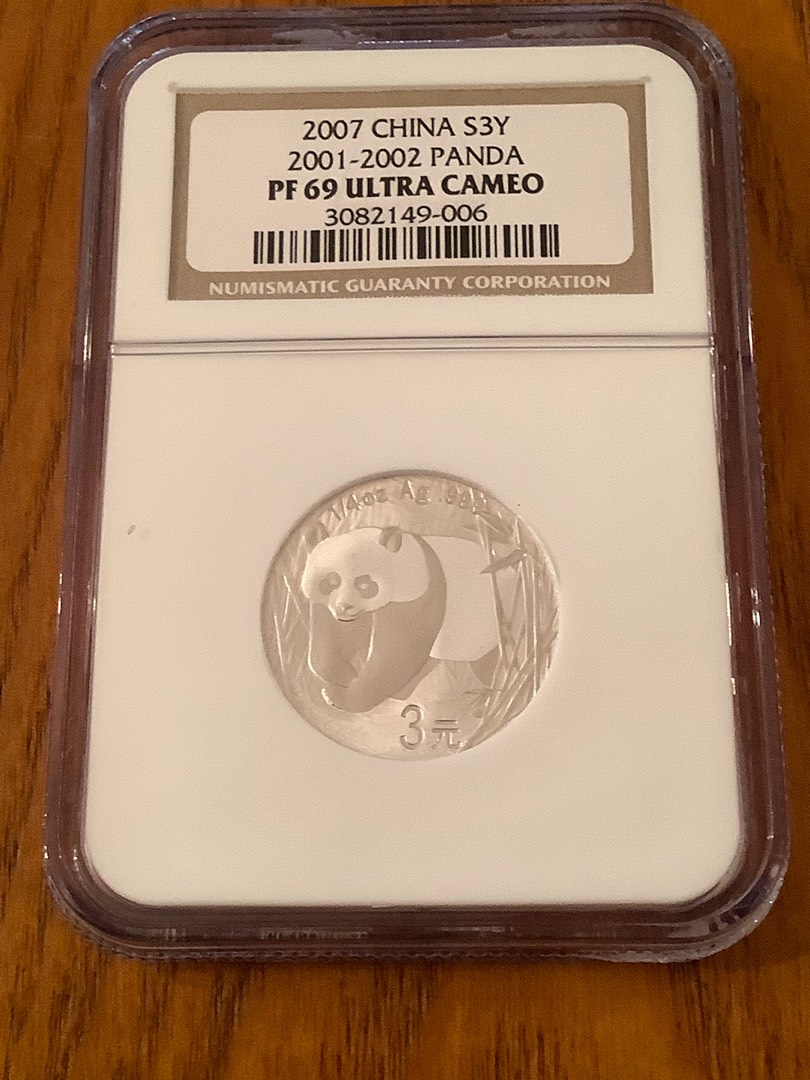 2007 CHINA S3Y
2001-2002 PANDA
PF 69 ULTRA CAMEO
3082149-006
NUMISMATIC GUARANTY CORPORATION
1/4oz Ag .999
3元